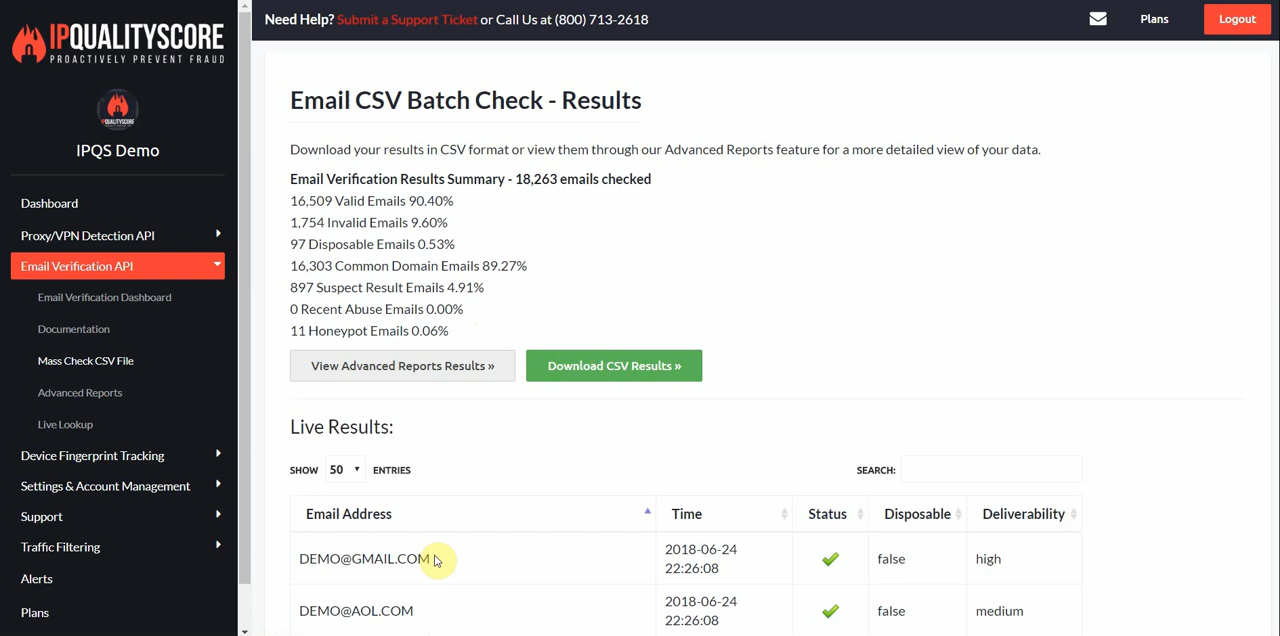 IPQUALITYSCORE
PROACTIVELY PREVENT FRAUD
IPQS Demo
Dashboard
Proxy/VPN Detection API
Email Verification API
Email Verification Dashboard
Documentation
Mass Check CSV File
Advanced Reports
Live Lookup
Device Fingerprint Tracking
Settings & Account Management
Support
Traffic Filtering
Alerts
Plans
Need Help? Submit a Support Ticket or Call Us at (800) 713-2618
Plans
Logout
Email CSV Batch Check - Results
Download your results in CSV format or view them through our Advanced Reports feature for a more detailed view of your data.
Email Verification Results Summary - 18,263 emails checked
16,509 Valid Emails 90.40%
1,754 Invalid Emails 9.60%
97 Disposable Emails 0.53%
16,303 Common Domain Emails 89.27%
897 Suspect Result Emails 4.91%
0 Recent Abuse Emails 0.00%
11 Honeypot Emails 0.06%
View Advanced Reports Results »
Download CSV Results »
Live Results:
SHOW 50 ENTRIES
SEARCH:
Email Address Time Status Disposable Deliverability
DEMO@GMAIL.COM 2018-06-24 22:26:08 false high
DEMO@AOL.COM 2018-06-24 22:26:08 false medium